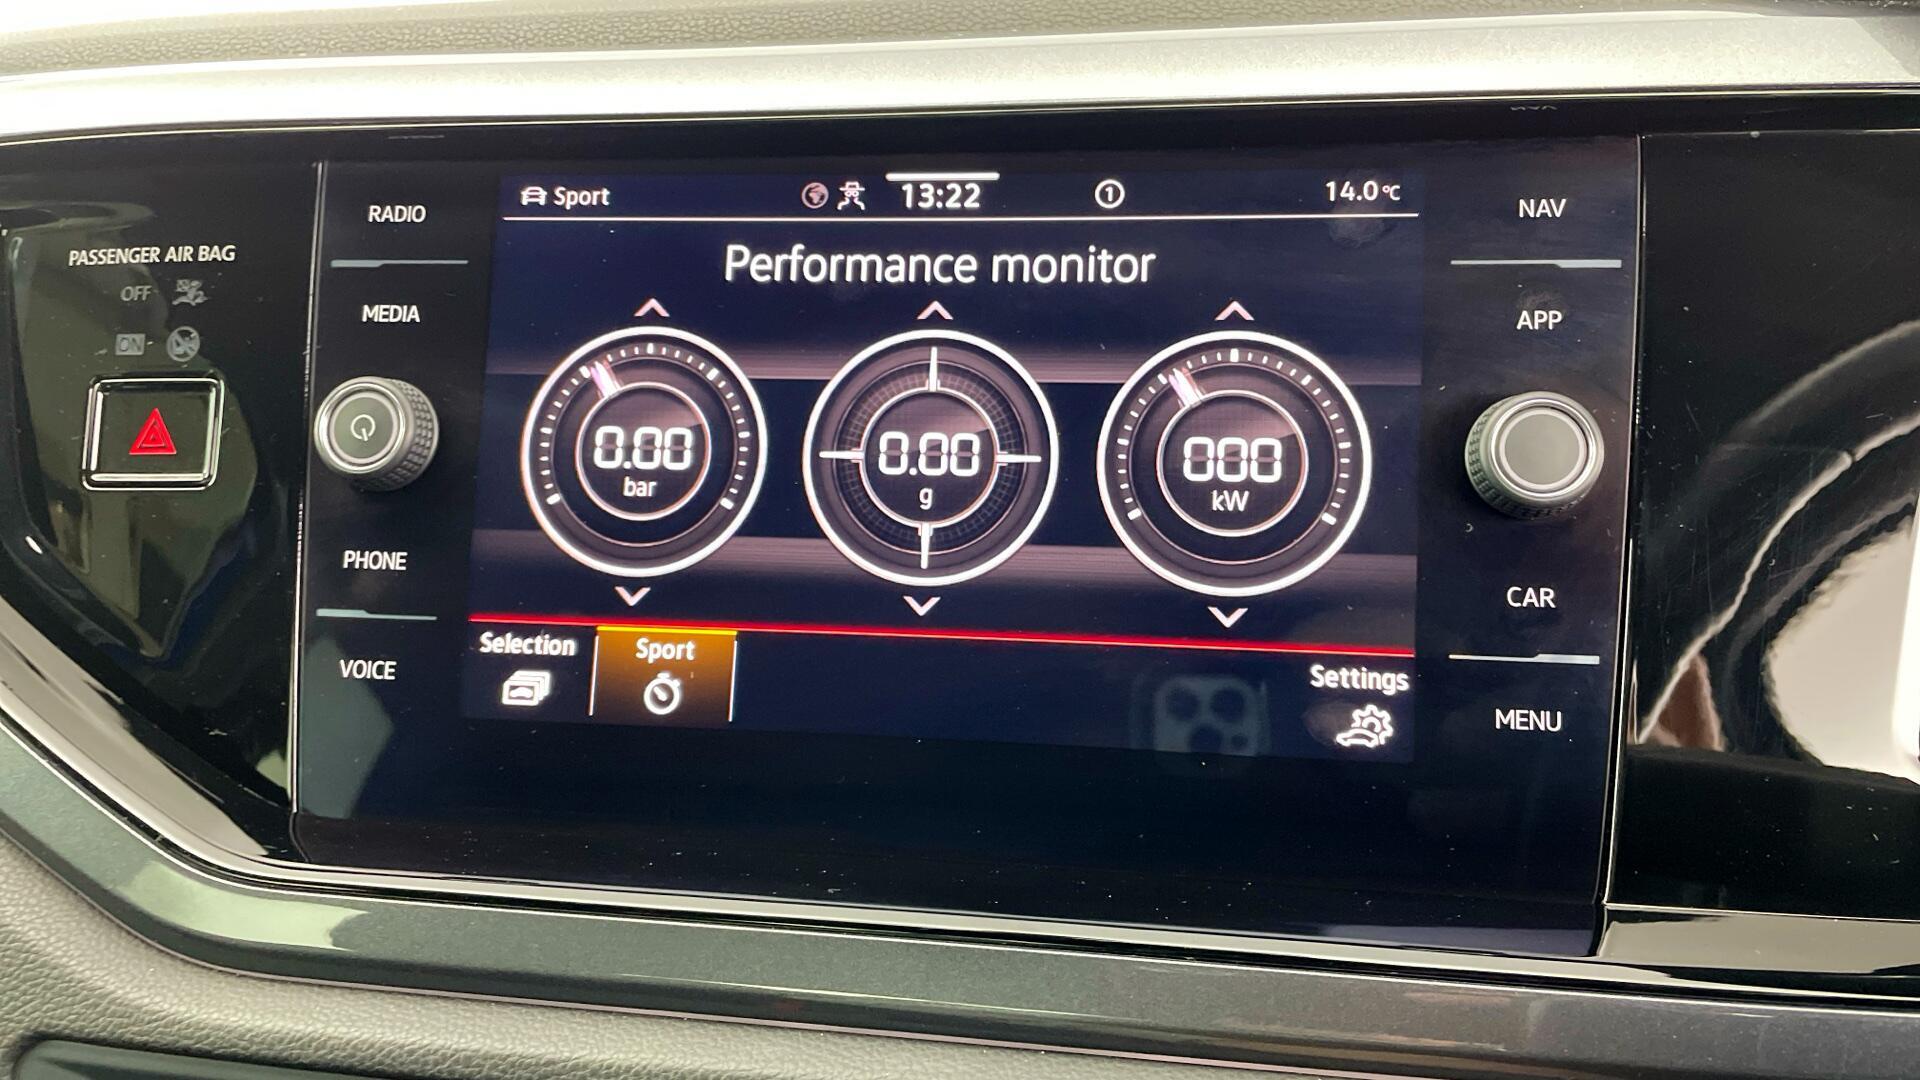 PASSENGER AIR BAG
OFF
ON
RADIO
MEDIA
PHONE
VOICE
Sport
13:22
1
14.0°C
Performance monitor
0.00
bar
0.00
g
000
kW
Selection
Sport
Settings
NAV
APP
CAR
MENU